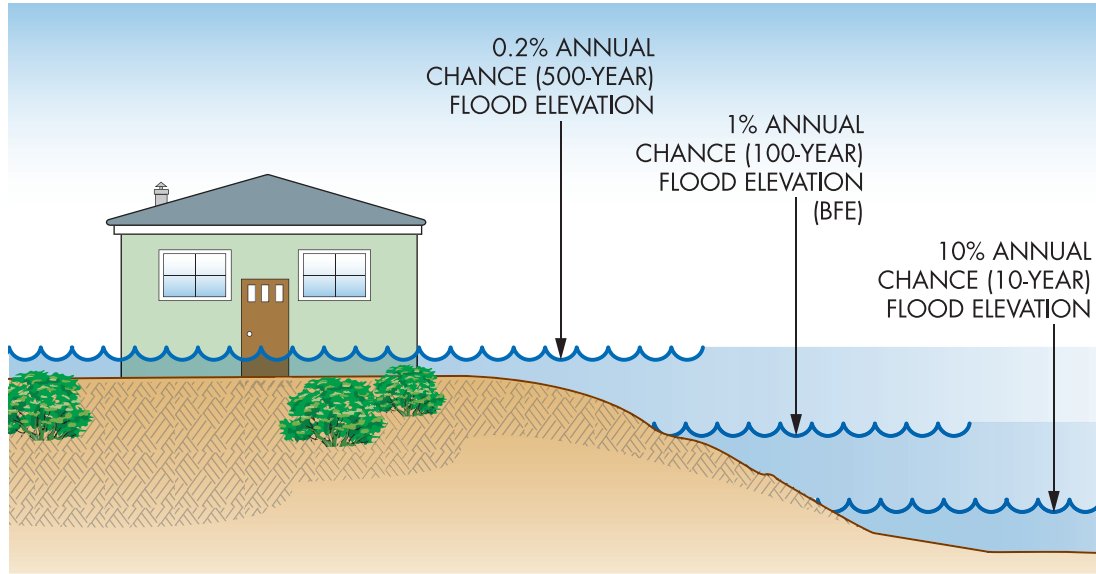 0.2% ANNUAL
CHANCE (500-YEAR)
FLOOD ELEVATION
1% ANNUAL
CHANCE (100-YEAR)
FLOOD ELEVATION
(BFE)
10% ANNUAL
CHANCE (10-YEAR)
FLOOD ELEVATION